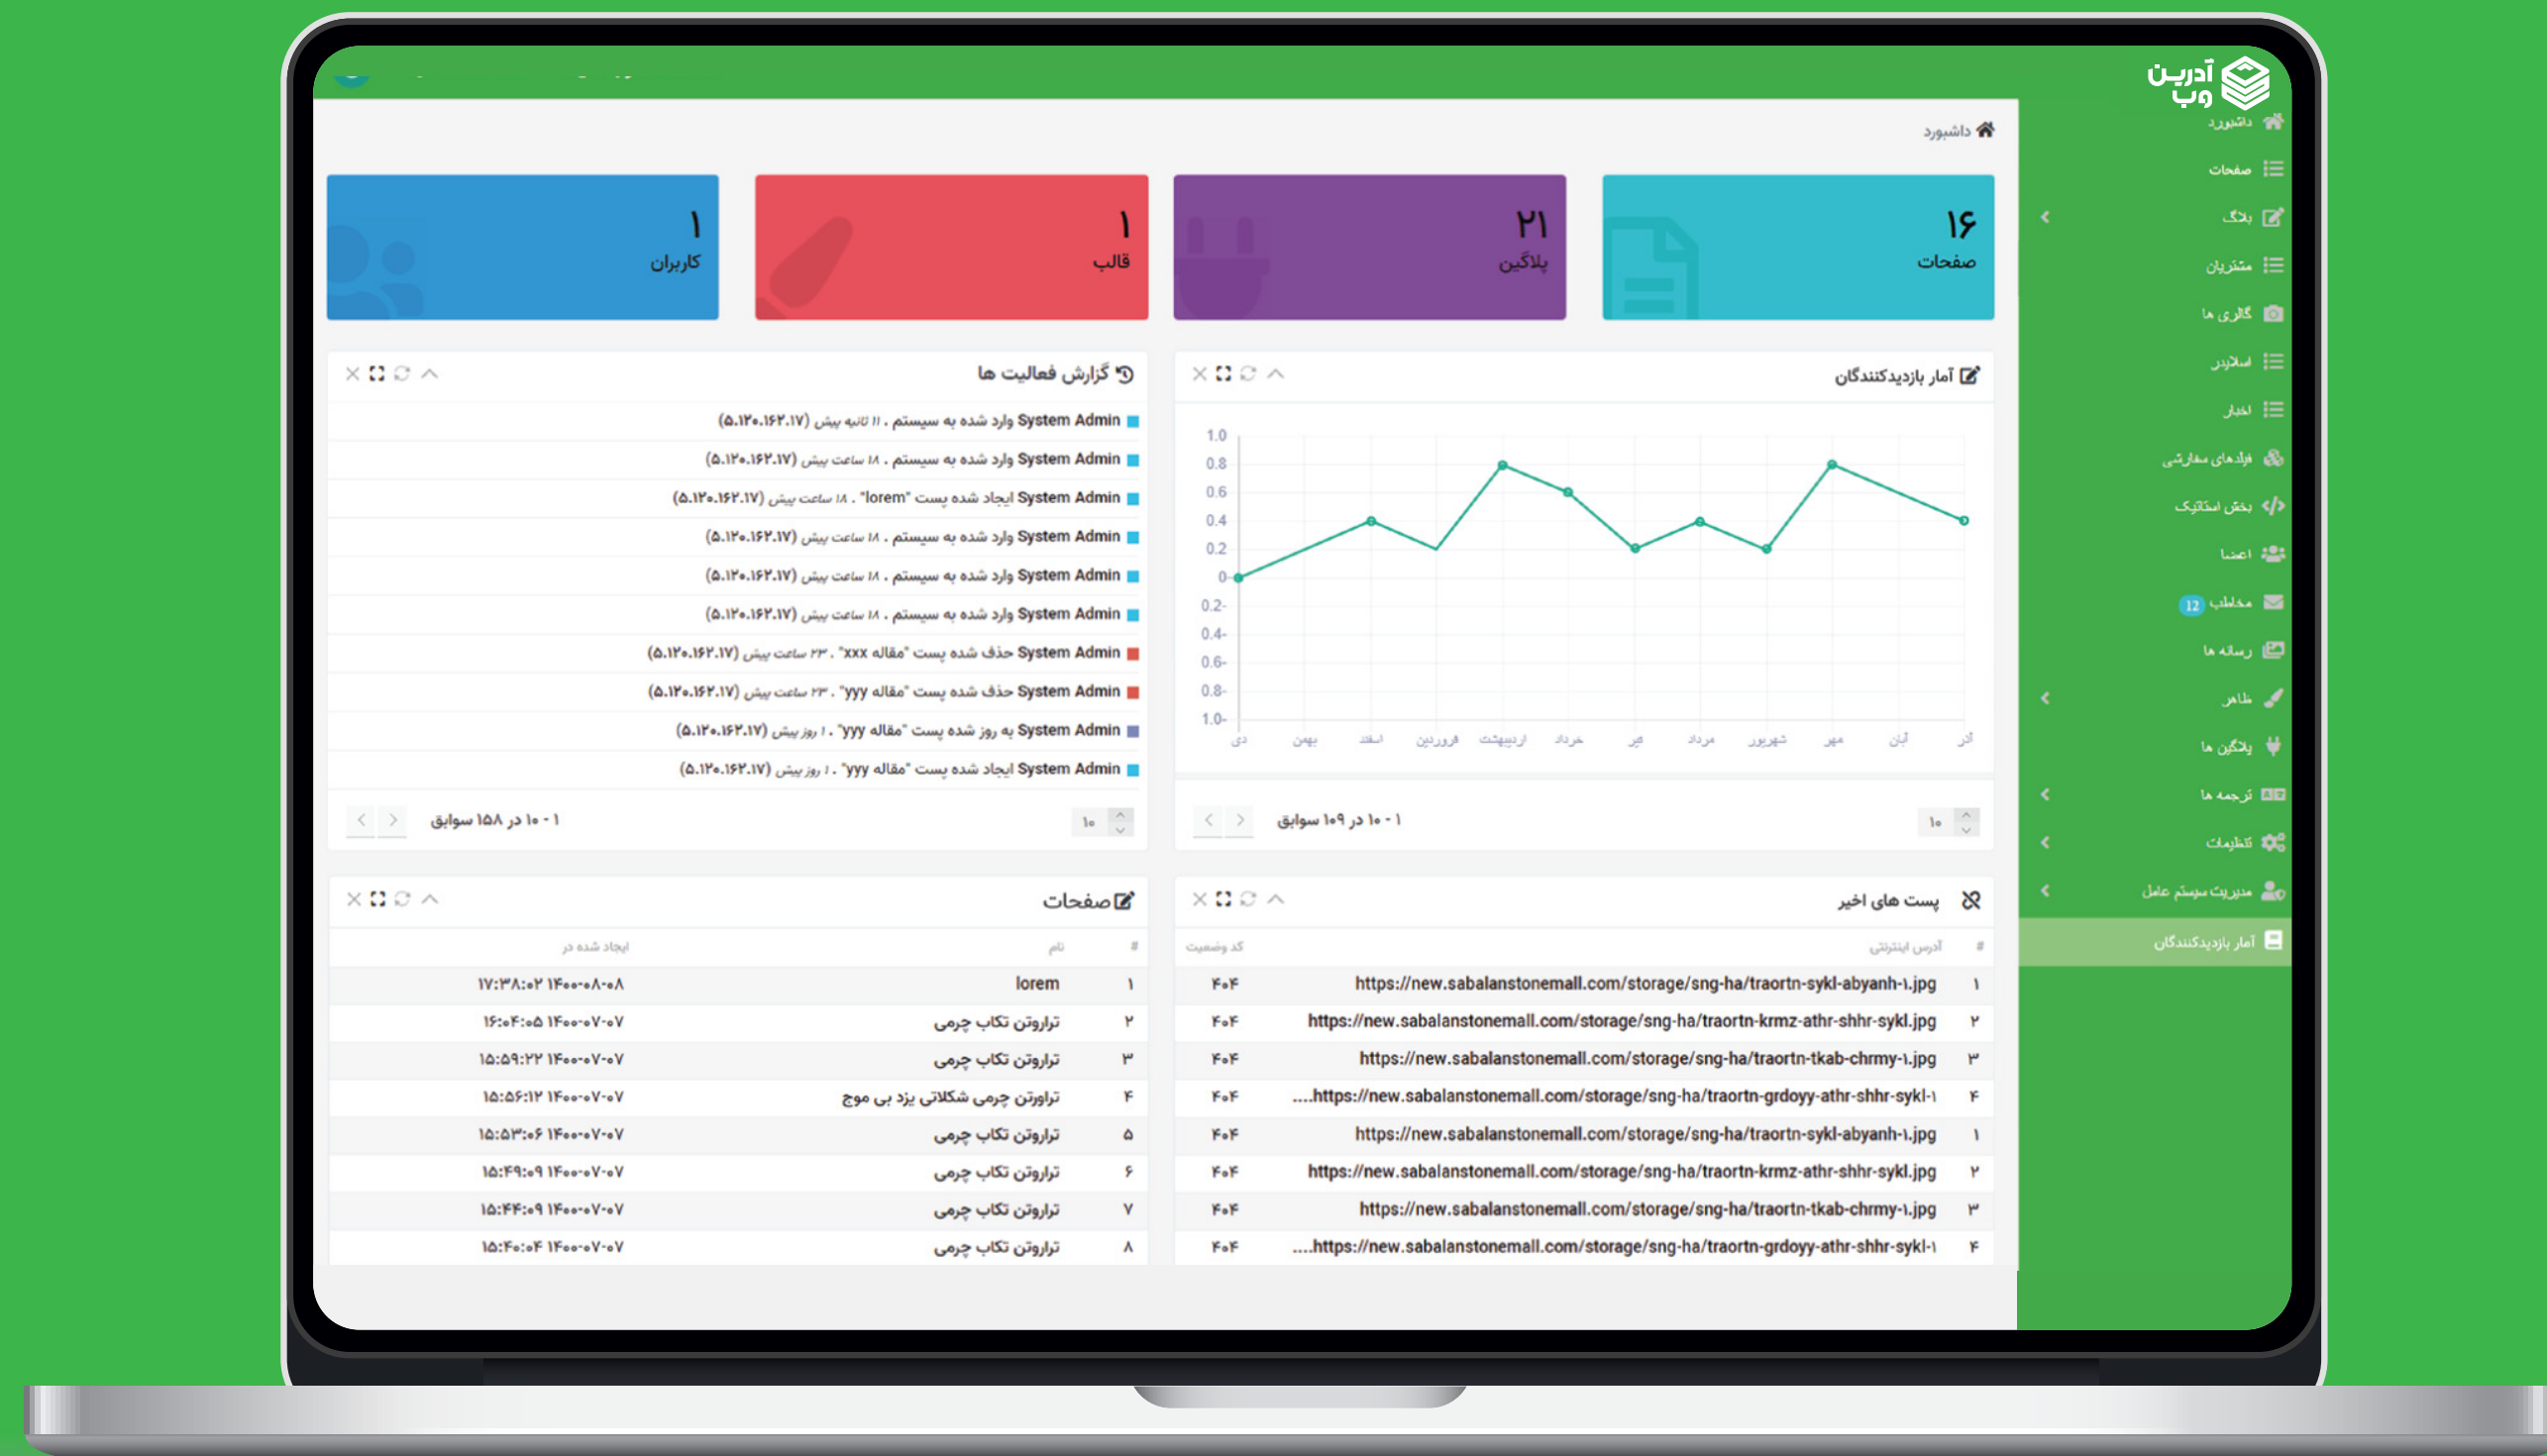 آدرین
وب
داشبورد
صفحات
بلاگ
مشتریان
گالری ها
اسلایدر
اخبار
فیلدهای سفارشی
بخش استاتیک
اعضا
مخاطب 12
رسانه ها
ظاهر
پلاگین ها
ترجمه ها
تنظیمات
مدیریت سیستم عامل
آمار بازدیدکنندگان
داشبورد
۱۶
صفحات
۲۱
پلاگین
۱
قالب
۱
کاربران
آمار بازدیدکنندگان
1.0
0.8
0.6
0.4
0.2
0
0.2-
0.4-
0.6-
0.8-
1.0-
دی بهمن اسفند فروردین اردیبهشت خرداد تیر مرداد شهریور مهر آبان آذر
۱۰
۱ - ۱۰ در ۱۰۹ سوابق
گزارش فعالیت ها
System Admin وارد شده به سیستم . ۱۱ ثانیه پیش (۵.۱۲۰.۱۶۲.۱۷)
System Admin وارد شده به سیستم . ۱۸ ساعت پیش (۵.۱۲۰.۱۶۲.۱۷)
System Admin ایجاد شده پست "lorem" . ۱۸ ساعت پیش (۵.۱۲۰.۱۶۲.۱۷)
System Admin وارد شده به سیستم . ۱۸ ساعت پیش (۵.۱۲۰.۱۶۲.۱۷)
System Admin وارد شده به سیستم . ۱۸ ساعت پیش (۵.۱۲۰.۱۶۲.۱۷)
System Admin وارد شده به سیستم . ۱۸ ساعت پیش (۵.۱۲۰.۱۶۲.۱۷)
System Admin حذف شده پست "مقاله xxx" . ۲۳ ساعت پیش (۵.۱۲۰.۱۶۲.۱۷)
System Admin حذف شده پست "مقاله yyy" . ۲۳ ساعت پیش (۵.۱۲۰.۱۶۲.۱۷)
System Admin به روز شده پست "مقاله yyy" . ۱ روز پیش (۵.۱۲۰.۱۶۲.۱۷)
System Admin ایجاد شده پست "مقاله yyy" . ۱ روز پیش (۵.۱۲۰.۱۶۲.۱۷)
۱۰
۱ - ۱۰ در ۱۵۸ سوابق
پست های اخیر
# آدرس اینترنتی کد وضعیت
۱ https://new.sabalanstonemall.com/storage/sng-ha/traortn-sykl-abyanh-۱.jpg ۴۰۴
۲ https://new.sabalanstonemall.com/storage/sng-ha/traortn-krmz-athr-shhr-sykl.jpg ۴۰۴
۳ https://new.sabalanstonemall.com/storage/sng-ha/traortn-tkab-chrmy-۱.jpg ۴۰۴
۴ https://new.sabalanstonemall.com/storage/sng-ha/traortn-grdoyy-athr-shhr-sykl-۱.... ۴۰۴
۱ https://new.sabalanstonemall.com/storage/sng-ha/traortn-sykl-abyanh-۱.jpg ۴۰۴
۲ https://new.sabalanstonemall.com/storage/sng-ha/traortn-krmz-athr-shhr-sykl.jpg ۴۰۴
۳ https://new.sabalanstonemall.com/storage/sng-ha/traortn-tkab-chrmy-۱.jpg ۴۰۴
۴ https://new.sabalanstonemall.com/storage/sng-ha/traortn-grdoyy-athr-shhr-sykl-۱.... ۴۰۴
صفحات
# نام ایجاد شده در
۱ lorem ۱۴۰۰-۰۸-۰۸ ۱۷:۳۸:۰۲
۲ تراروتن تکاب چرمی ۱۴۰۰-۰۷-۰۷ ۱۶:۰۴:۰۵
۳ تراروتن تکاب چرمی ۱۴۰۰-۰۷-۰۷ ۱۵:۵۹:۲۲
۴ تراورتن چرمی شکلاتی یزد بی موج ۱۴۰۰-۰۷-۰۷ ۱۵:۵۶:۱۲
۵ تراروتن تکاب چرمی ۱۴۰۰-۰۷-۰۷ ۱۵:۵۳:۰۶
۶ تراروتن تکاب چرمی ۱۴۰۰-۰۷-۰۷ ۱۵:۴۹:۰۹
۷ تراروتن تکاب چرمی ۱۴۰۰-۰۷-۰۷ ۱۵:۴۴:۰۹
۸ تراروتن تکاب چرمی ۱۴۰۰-۰۷-۰۷ ۱۵:۴۰:۰۴